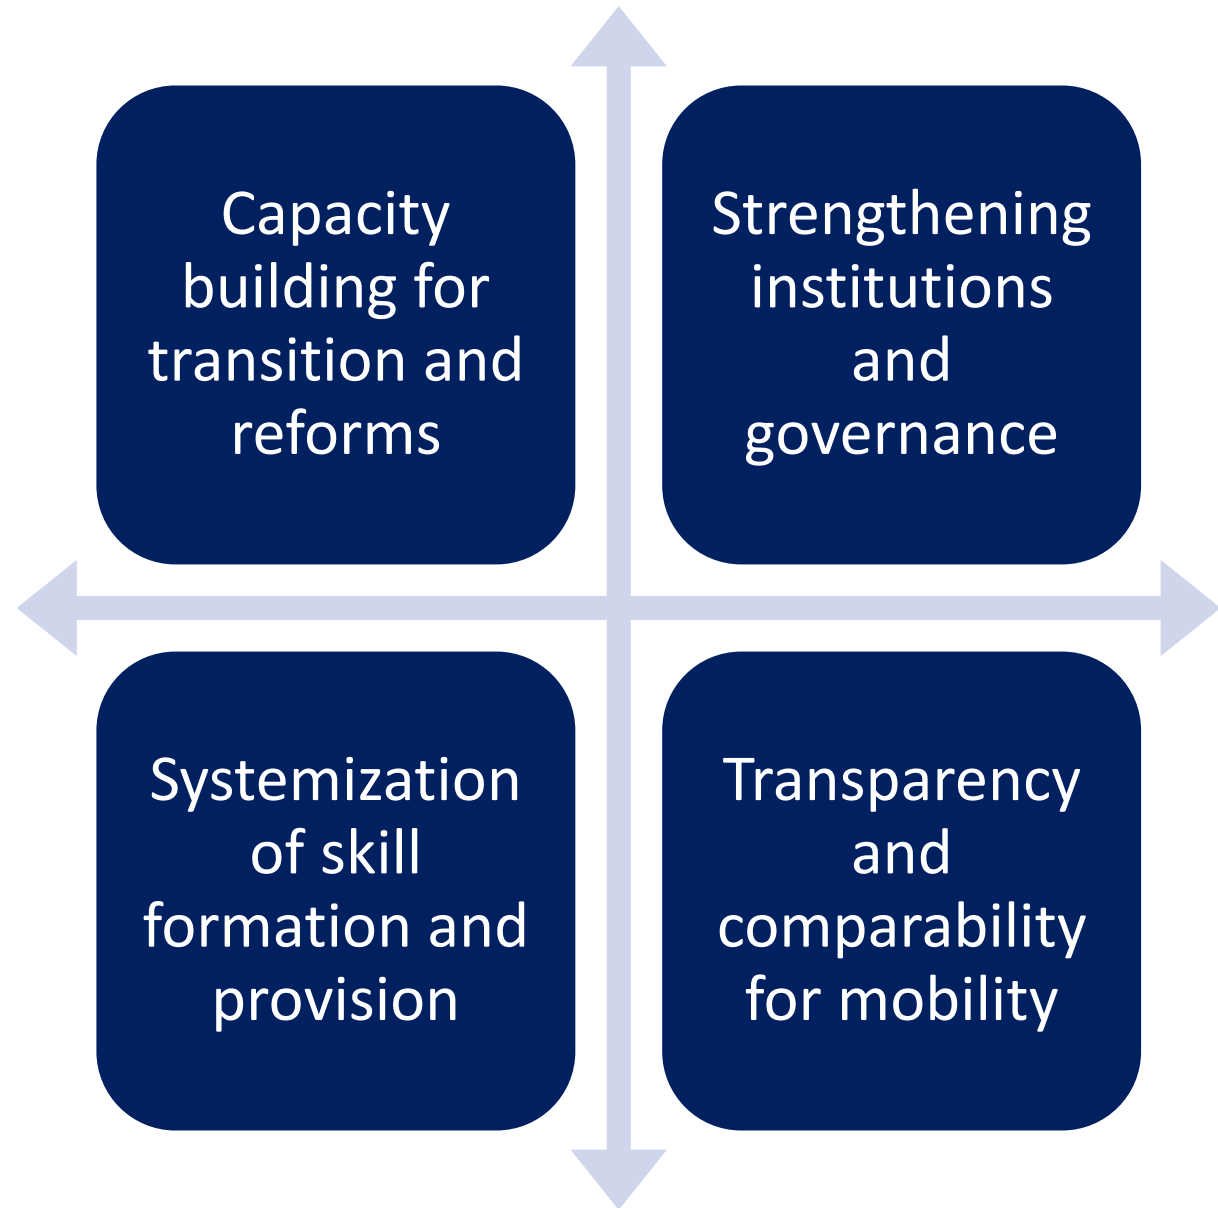 Capacity
building for
transition and
reforms
Strengthening
institutions
and
governance
Systemization
of skill
formation and
provision
Transparency
and
comparability
for mobility